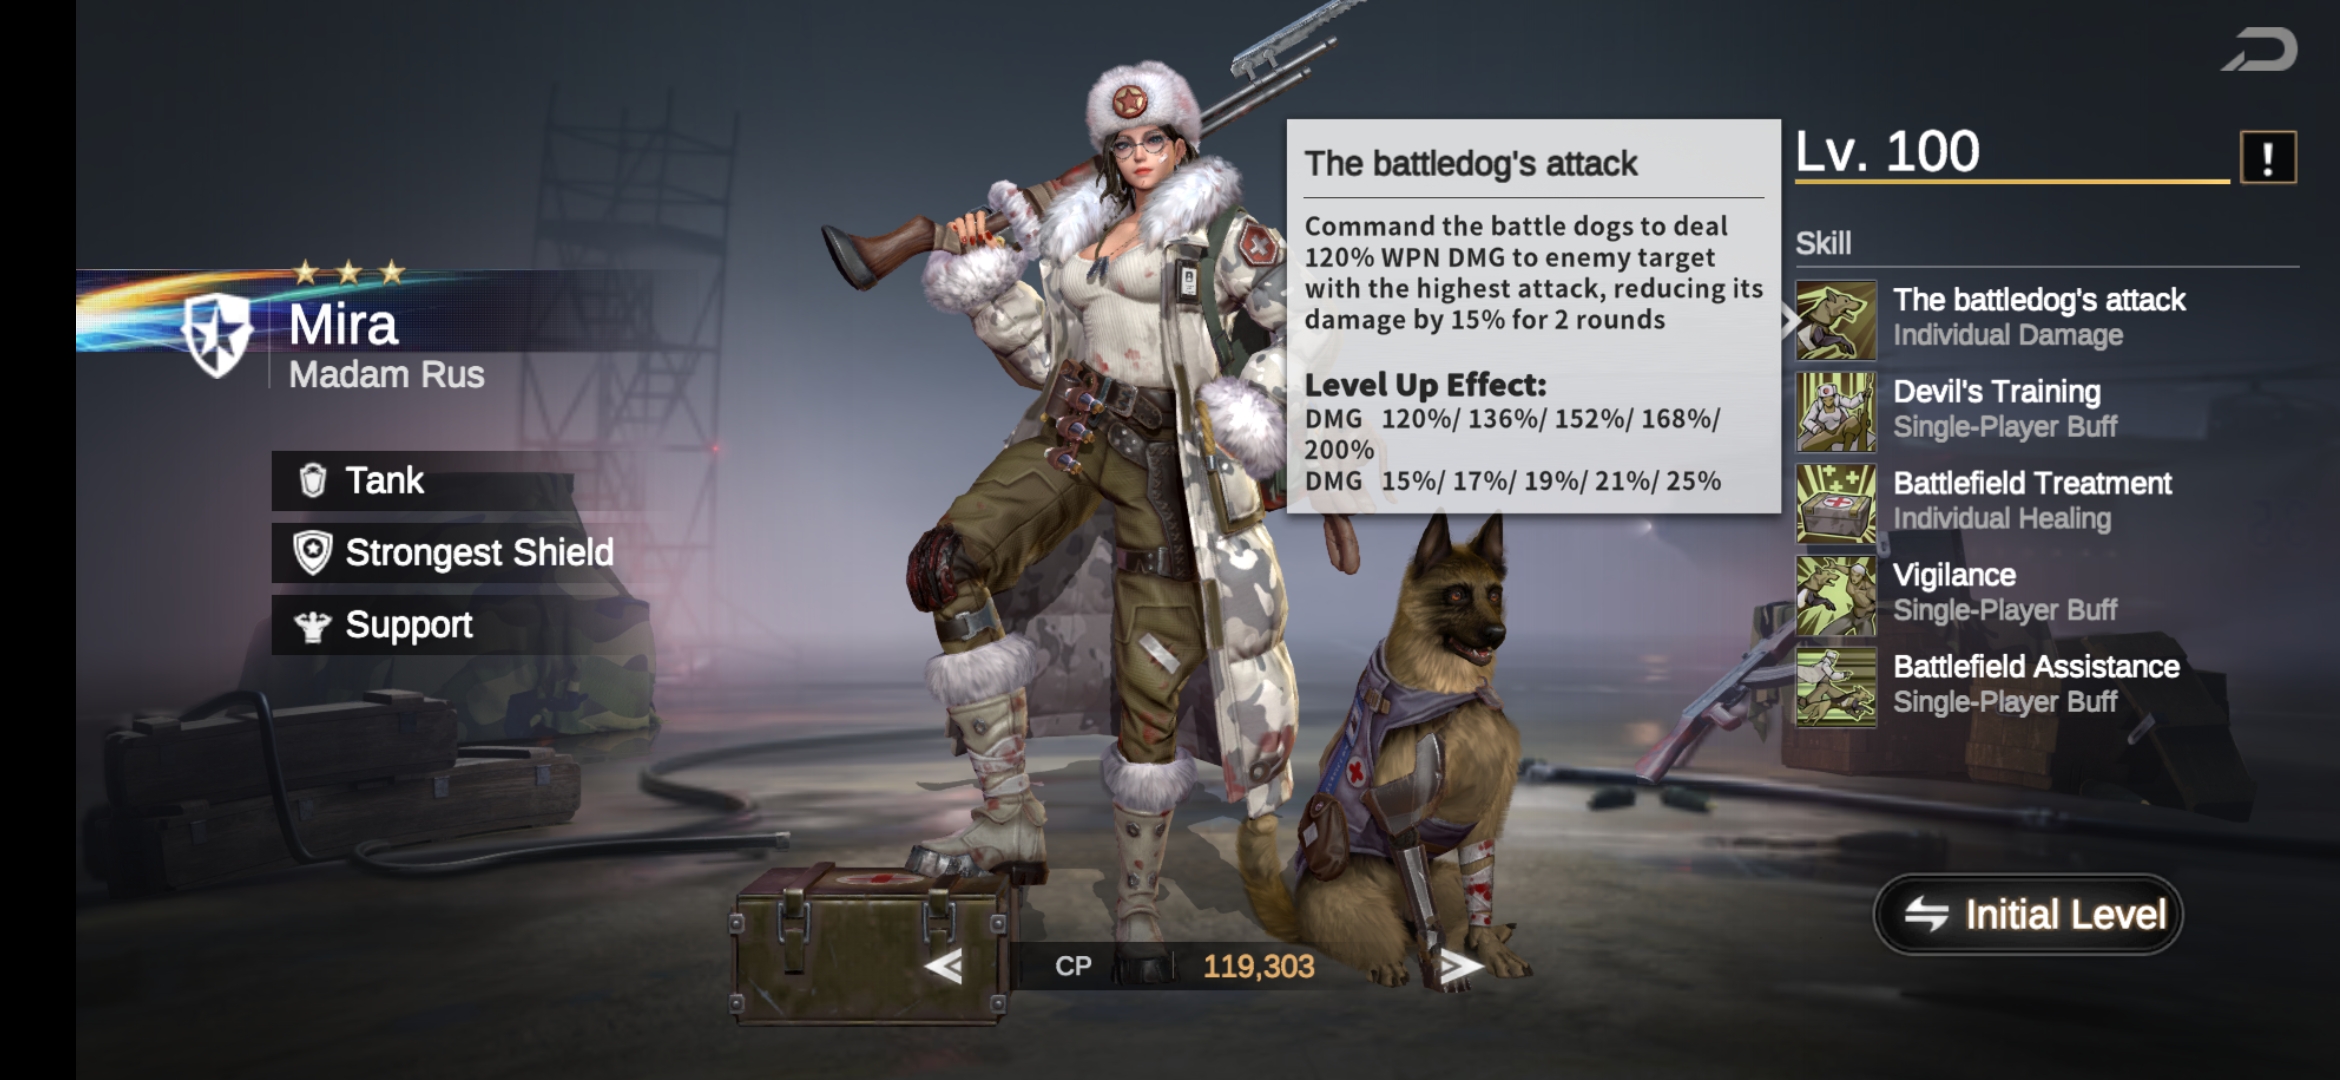 Mira
Madam Rus
Tank
Strongest Shield
Support
The battledog's attack
Command the battle dogs to deal
120% WPN DMG to enemy target
with the highest attack, reducing its
damage by 15% for 2 rounds
Level Up Effect:
DMG 120%/ 136%/ 152%/ 168%/
200%
DMG 15%/ 17%/ 19%/ 21%/ 25%
Lv. 100
!
Skill
The battledog's attack
Individual Damage
Devil's Training
Single-Player Buff
Battlefield Treatment
Individual Healing
Vigilance
Single-Player Buff
Battlefield Assistance
Single-Player Buff
Initial Level
CP 119,303